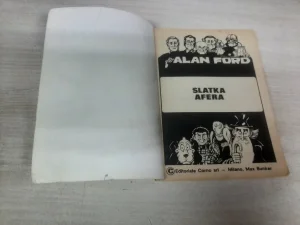 ALAN FORD
SLATKA
AFERA
© Editoriale Corno srl – Milano, Max Bunker